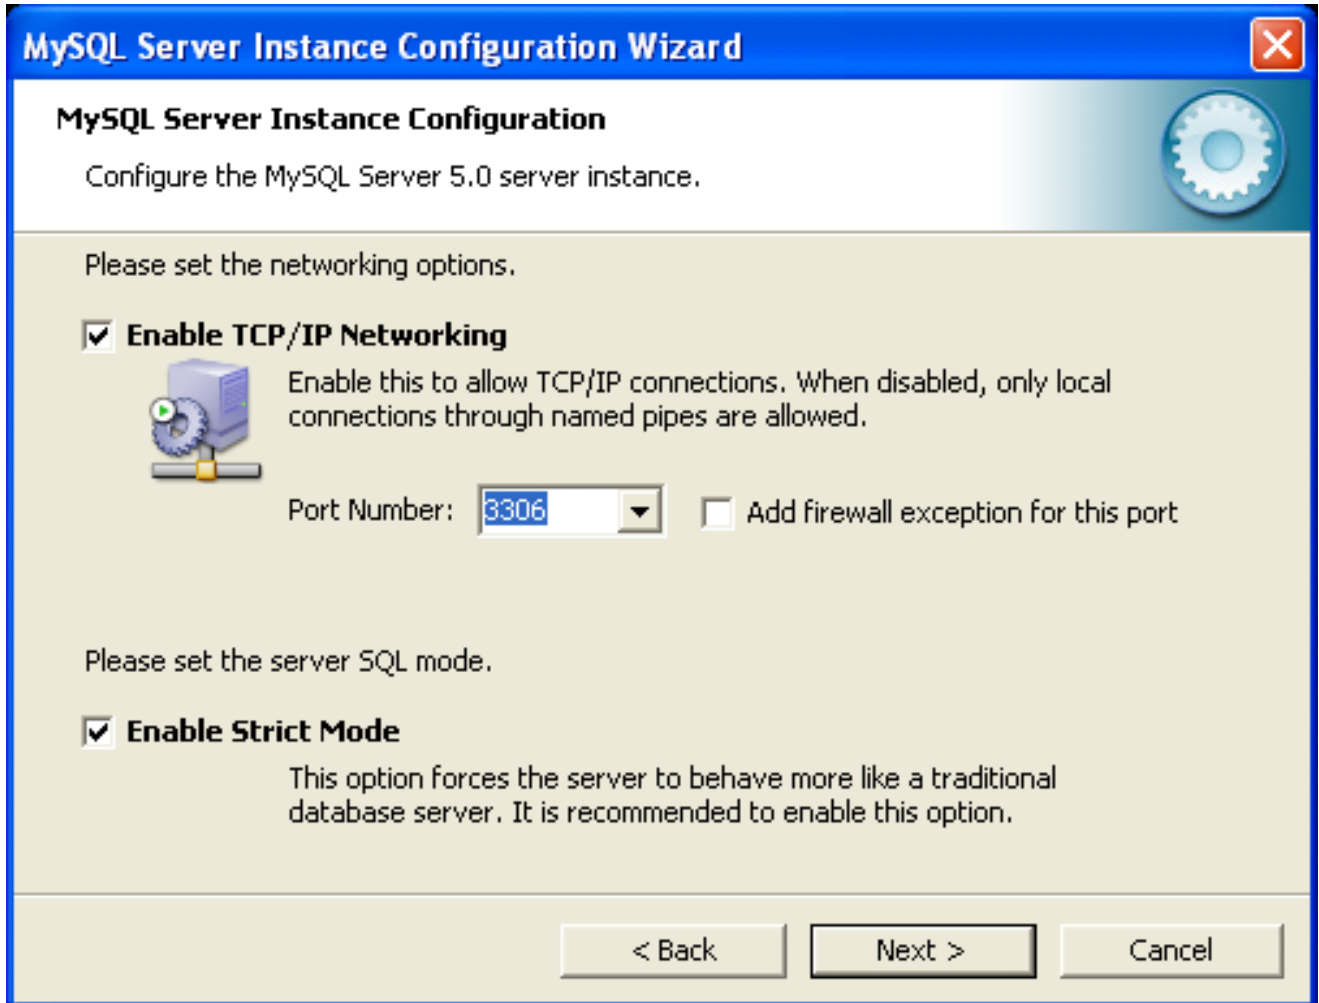 MySQL Server Instance Configuration Wizard
MySQL Server Instance Configuration
Configure the MySQL Server 5.0 server instance.
Please set the networking options.
Enable TCP/IP Networking
Enable this to allow TCP/IP connections. When disabled, only local
connections through named pipes are allowed.
Port Number: 3306 Add firewall exception for this port
Please set the server SQL mode.
Enable Strict Mode
This option forces the server to behave more like a traditional
database server. It is recommended to enable this option.
< Back Next > Cancel